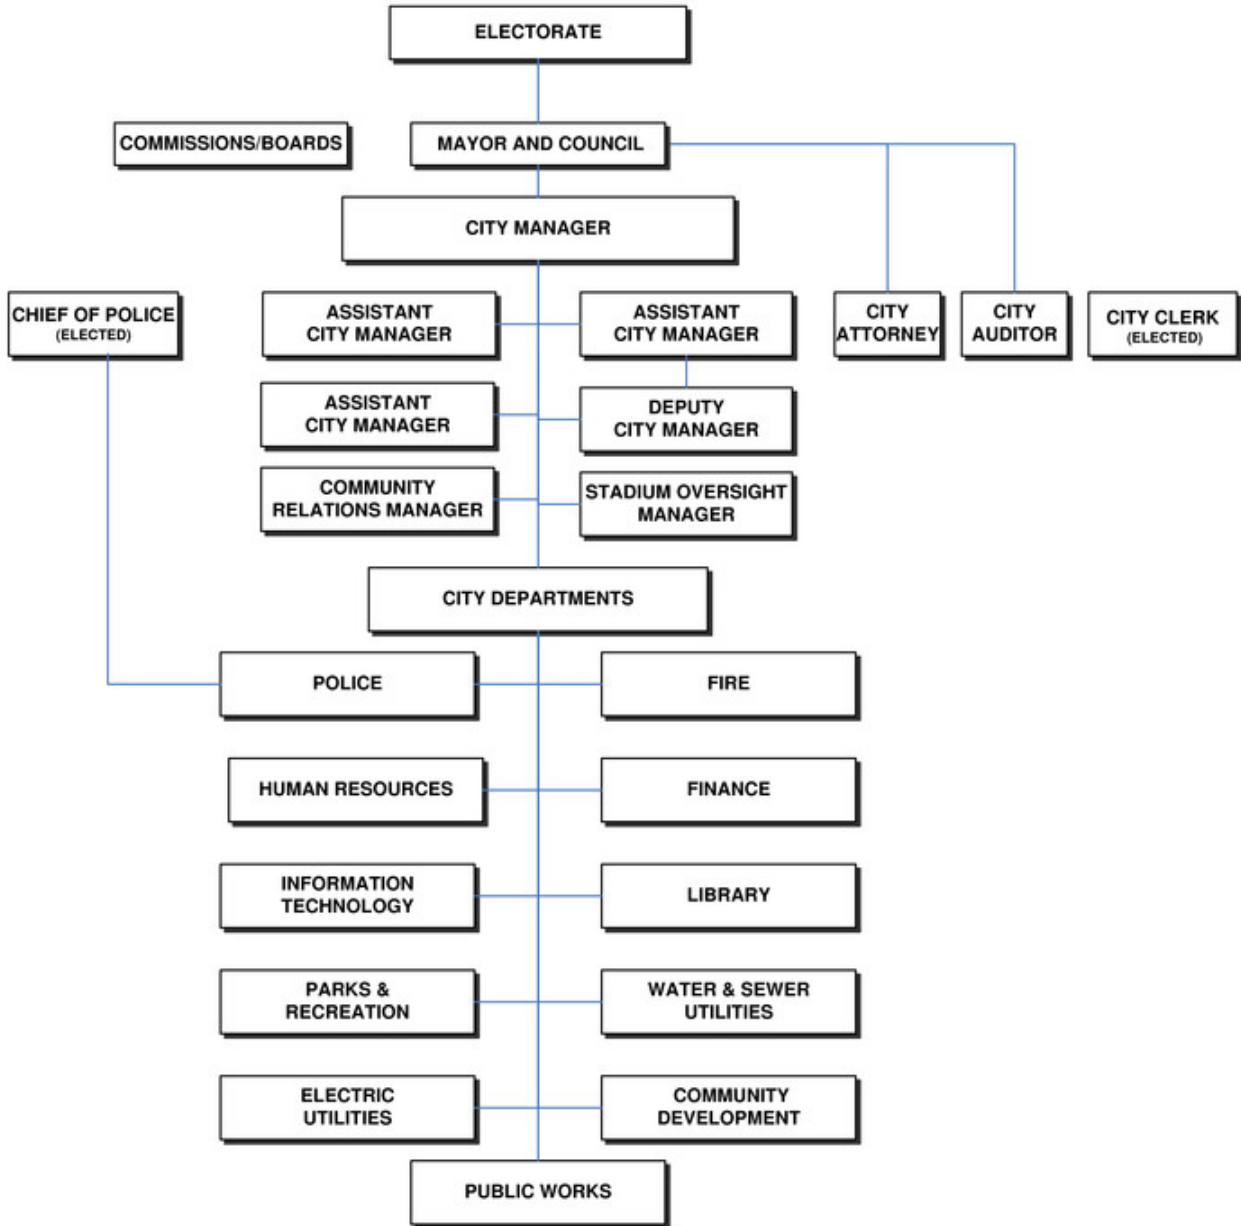 ELECTORATE
COMMISSIONS/BOARDS
MAYOR AND COUNCIL
CITY MANAGER
CHIEF OF POLICE
(ELECTED)
ASSISTANT
CITY MANAGER
ASSISTANT
CITY MANAGER
CITY
ATTORNEY
CITY
AUDITOR
CITY CLERK
(ELECTED)
ASSISTANT
CITY MANAGER
DEPUTY
CITY MANAGER
COMMUNITY
RELATIONS MANAGER
STADIUM OVERSIGHT
MANAGER
CITY DEPARTMENTS
POLICE
FIRE
HUMAN RESOURCES
FINANCE
INFORMATION
TECHNOLOGY
LIBRARY
PARKS &
RECREATION
WATER & SEWER
UTILITIES
ELECTRIC
UTILITIES
COMMUNITY
DEVELOPMENT
PUBLIC WORKS